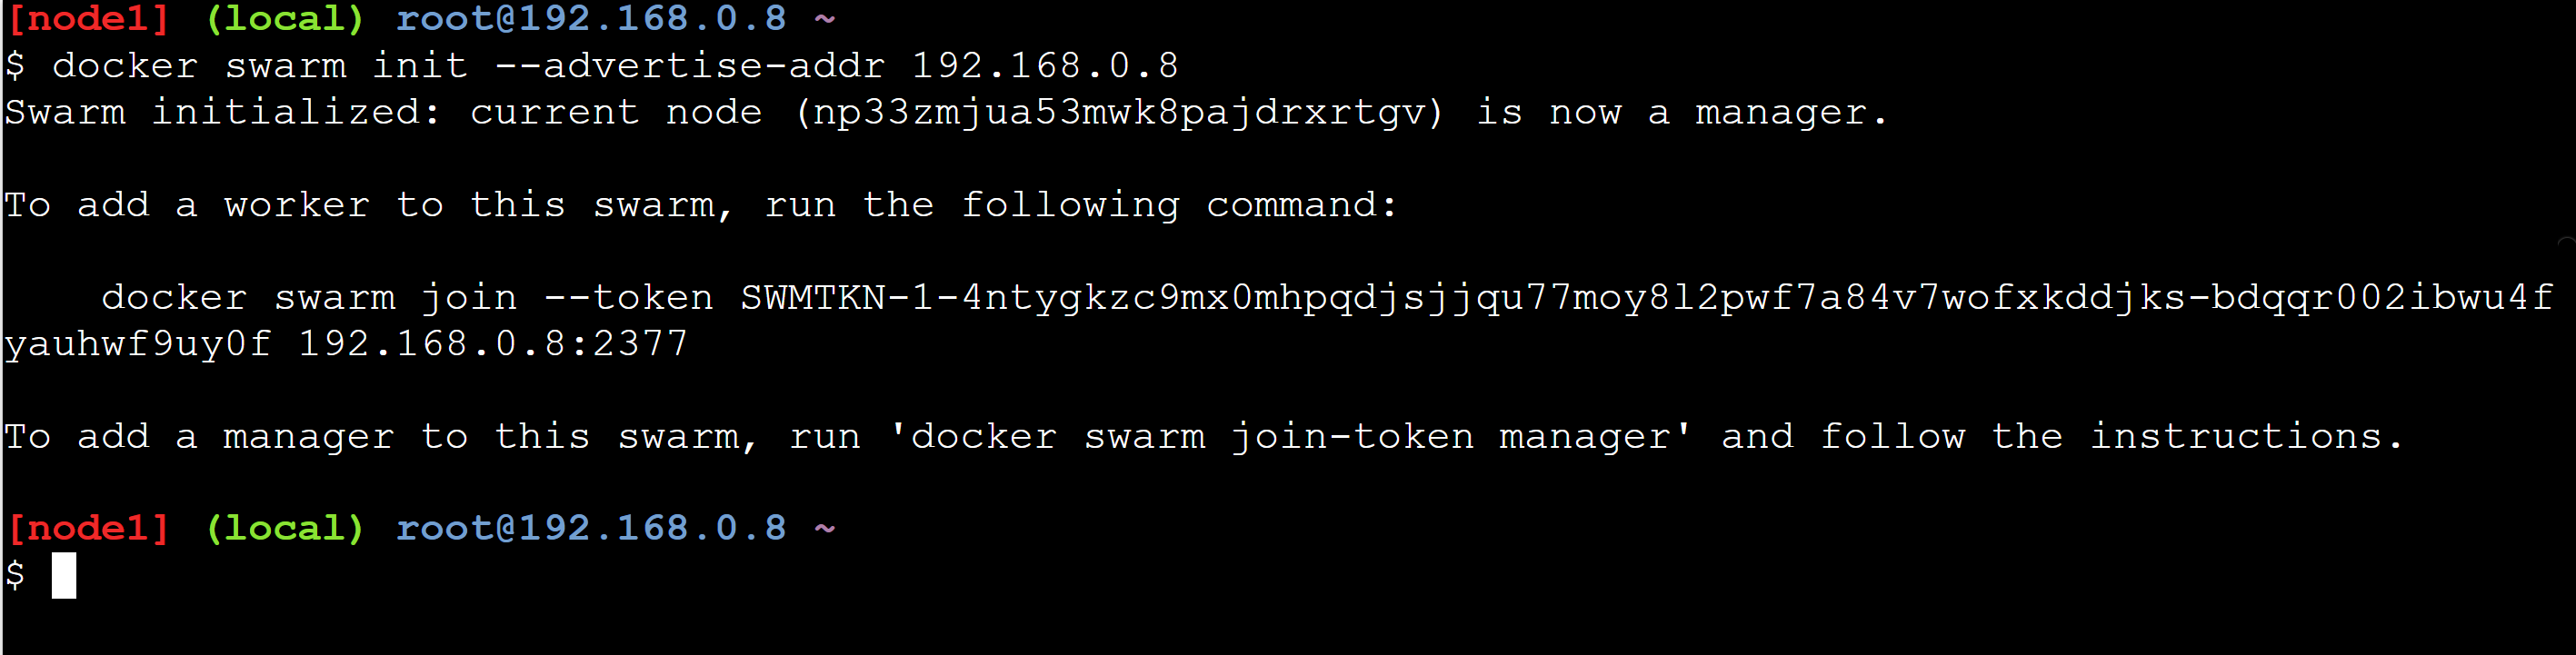 [node1] (local) root@192.168.0.8 ~
$ docker swarm init --advertise-addr 192.168.0.8
Swarm initialized: current node (np33zmjua53mwk8pajdrxrtgv) is now a manager.
To add a worker to this swarm, run the following command:
docker swarm join --token SWMTKN-1-4ntygkzc9mx0mhpqdjsjjqu77moy8l2pwf7a84v7wofxkddjks-bdqqr002ibwu4f
yauhwf9uy0f 192.168.0.8:2377
To add a manager to this swarm, run 'docker swarm join-token manager' and follow the instructions.
[node1] (local) root@192.168.0.8 ~
$